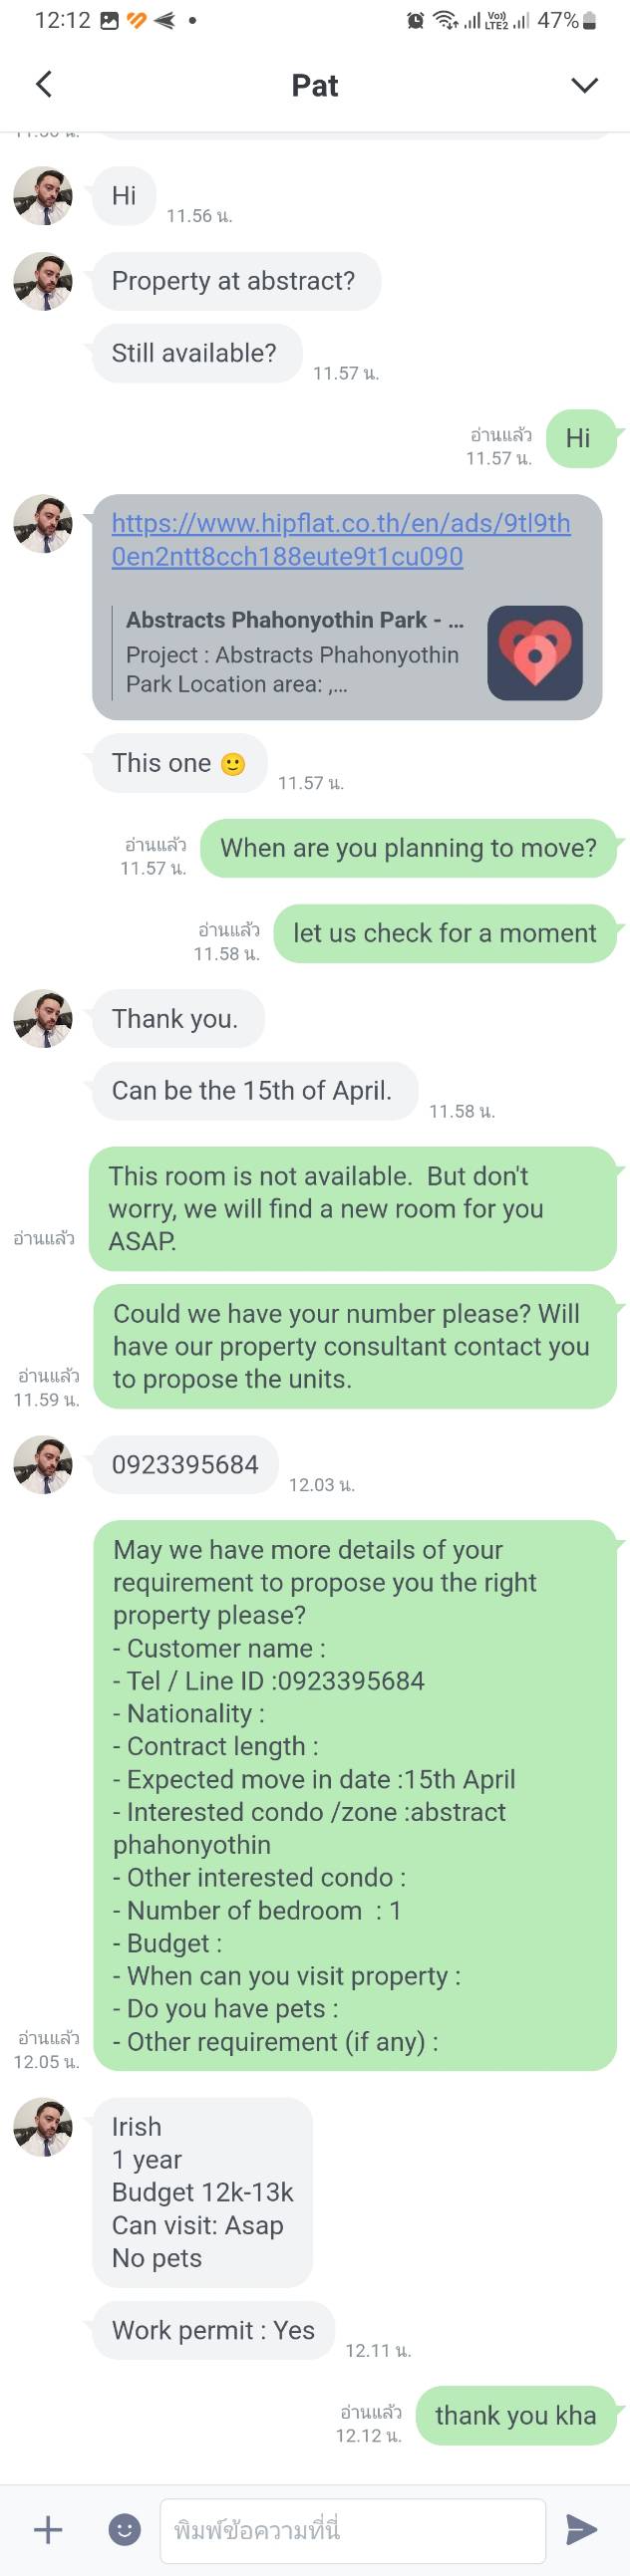 12:12
Vo))
LTE2
47%
Pat
Hi
11.56 น.
Property at abstract?
Still available?
11.57 น.
Hi
อ่านแล้ว
11.57 น.
https://www.hipflat.co.th/en/ads/9tl9th
0en2ntt8cch188eute9t1cu090
Abstracts Phahonyothin Park - ...
Project : Abstracts Phahonyothin
Park Location area: ,...
This one 🙂
11.57 น.
When are you planning to move?
อ่านแล้ว
11.57 น.
let us check for a moment
อ่านแล้ว
11.58 น.
Thank you.
Can be the 15th of April.
11.58 น.
This room is not available.  But don't
worry, we will find a new room for you
ASAP.
อ่านแล้ว
Could we have your number please? Will
have our property consultant contact you
to propose the units.
อ่านแล้ว
11.59 น.
0923395684
12.03 น.
May we have more details of your
requirement to propose you the right
property please?
- Customer name :
- Tel / Line ID :0923395684
- Nationality :
- Contract length :
- Expected move in date :15th April
- Interested condo /zone :abstract
phahonyothin
- Other interested condo :
- Number of bedroom  : 1
- Budget :
- When can you visit property :
- Do you have pets :
- Other requirement (if any) :
อ่านแล้ว
12.05 น.
Irish
1 year
Budget 12k-13k
Can visit: Asap
No pets
Work permit : Yes
12.11 น.
thank you kha
อ่านแล้ว
12.12 น.
พิมพ์ข้อความที่นี่